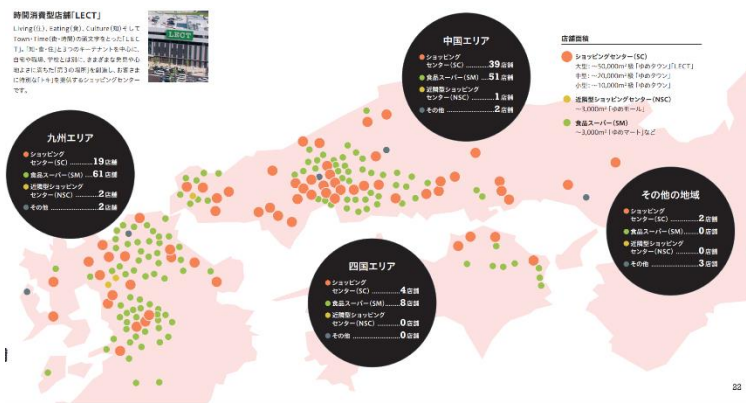 時間消費型店舗「LECT」
Living(住)、Eating(食)、Culture(知)そして
Town・Time(街・時間)の頭文字をとった「LEC
T」。「知・食・住」と3つのキーテナントを中心に、
自宅や職場、学校とは別に、さまざまな発見や心
地よさに満ちた「第3の場所」を創造し、お客さま
に特別な「トキ」を提供するショッピングセンター
です。
LECT
中国エリア
ショッピング
センター(SC) ..........39店舗
食品スーパー(SM) ....51店舗
近隣型ショッピング
センター(NSC) ..........1店舗
その他 ..........2店舗
店舗面積
ショッピングセンター(SC)
大型:~50,000m²級「ゆめタウン」「LECT」
中型:~20,000m²級「ゆめタウン」
小型:~10,000m²級「ゆめタウン」
近隣型ショッピングセンター(NSC)
~3,000m²「ゆめモール」
食品スーパー(SM)
~3,000m²「ゆめマート」など
九州エリア
ショッピング
センター(SC) ..........19店舗
食品スーパー(SM) ....61店舗
近隣型ショッピング
センター(NSC) ..........2店舗
その他 ..........2店舗
その他の地域
ショッピング
センター(SC) ..........2店舗
食品スーパー(SM) ....0店舗
近隣型ショッピング
センター(NSC) ..........0店舗
その他 ..........3店舗
四国エリア
ショッピング
センター(SC) ..........4店舗
食品スーパー(SM) ....8店舗
近隣型ショッピング
センター(NSC) ..........0店舗
その他 ..........0店舗
22